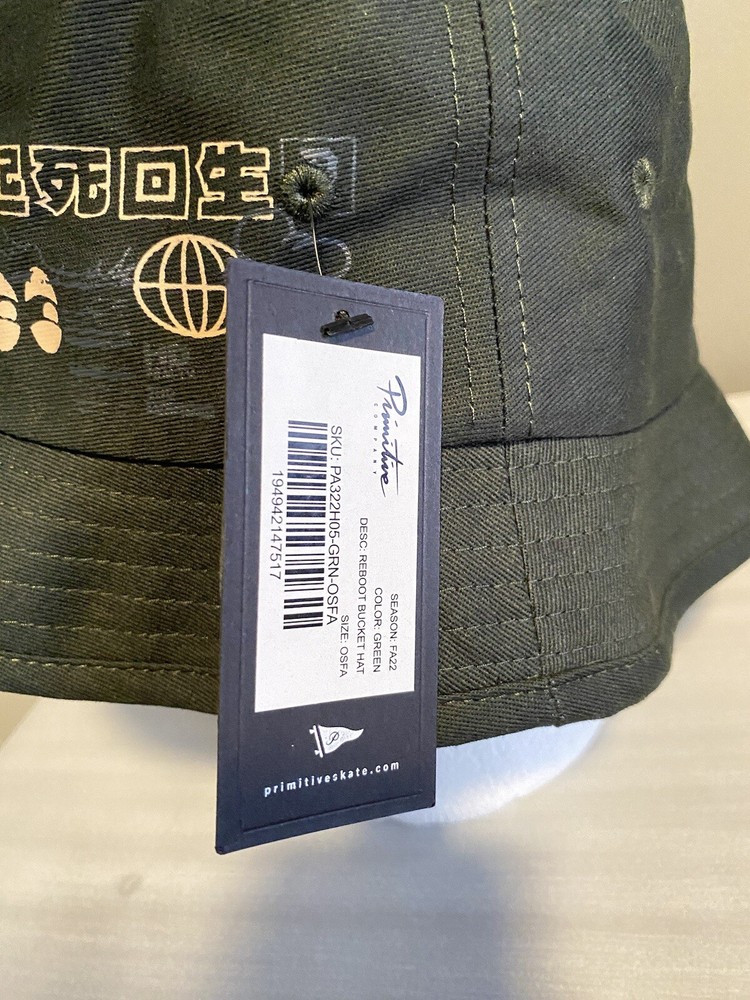 死回生
Primitive
COMPANY
SEASON: FA22
COLOR: GREEN
DESC: REBOOT BUCKET HAT
SIZE: OSFA
SKU: PA322H05-GRN-OSFA
194942147517
P
primitiveskate.com